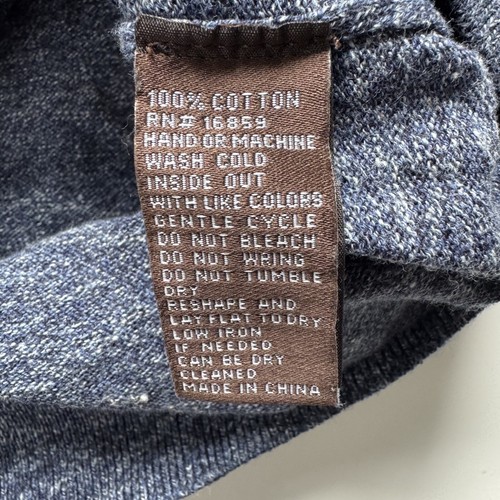 100% COTTON
RN# 16859
HAND OR MACHINE
WASH COLD
INSIDE OUT
WITH LIKE COLORS
GENTLE CYCLE
DO NOT BLEACH
DO NOT WRING
DO NOT TUMBLE
DRY
RESHAPE AND
LAY FLAT TO DRY
LOW IRON
IF NEEDED
CAN BE DRY
CLEANED
MADE IN CHINA